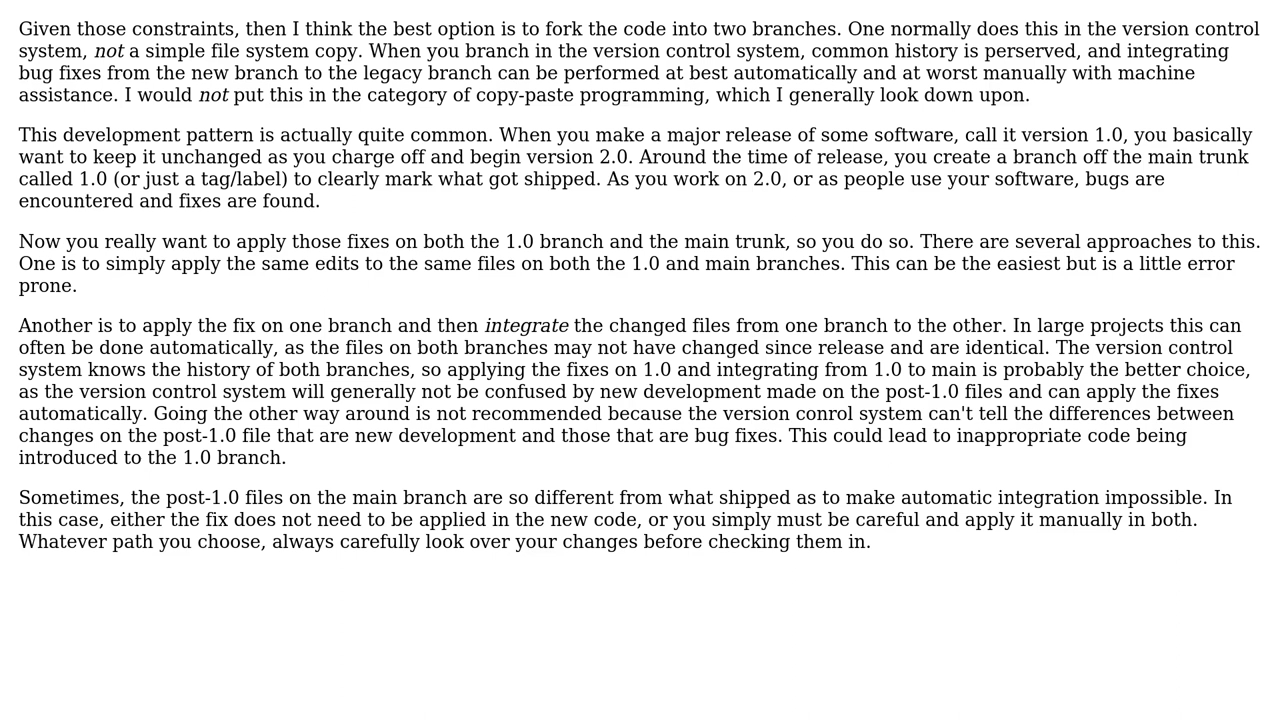 Given those constraints, then I think the best option is to fork the code into two branches. One normally does this in the version control
system, not a simple file system copy. When you branch in the version control system, common history is perserved, and integrating
bug fixes from the new branch to the legacy branch can be performed at best automatically and at worst manually with machine
assistance. I would not put this in the category of copy-paste programming, which I generally look down upon.
This development pattern is actually quite common. When you make a major release of some software, call it version 1.0, you basically
want to keep it unchanged as you charge off and begin version 2.0. Around the time of release, you create a branch off the main trunk
called 1.0 (or just a tag/label) to clearly mark what got shipped. As you work on 2.0, or as people use your software, bugs are
encountered and fixes are found.
Now you really want to apply those fixes on both the 1.0 branch and the main trunk, so you do so. There are several approaches to this.
One is to simply apply the same edits to the same files on both the 1.0 and main branches. This can be the easiest but is a little error
prone.
Another is to apply the fix on one branch and then integrate the changed files from one branch to the other. In large projects this can
often be done automatically, as the files on both branches may not have changed since release and are identical. The version control
system knows the history of both branches, so applying the fixes on 1.0 and integrating from 1.0 to main is probably the better choice,
as the version control system will generally not be confused by new development made on the post-1.0 files and can apply the fixes
automatically. Going the other way around is not recommended because the version conrol system can't tell the differences between
changes on the post-1.0 file that are new development and those that are bug fixes. This could lead to inappropriate code being
introduced to the 1.0 branch.
Sometimes, the post-1.0 files on the main branch are so different from what shipped as to make automatic integration impossible. In
this case, either the fix does not need to be applied in the new code, or you simply must be careful and apply it manually in both.
Whatever path you choose, always carefully look over your changes before checking them in.